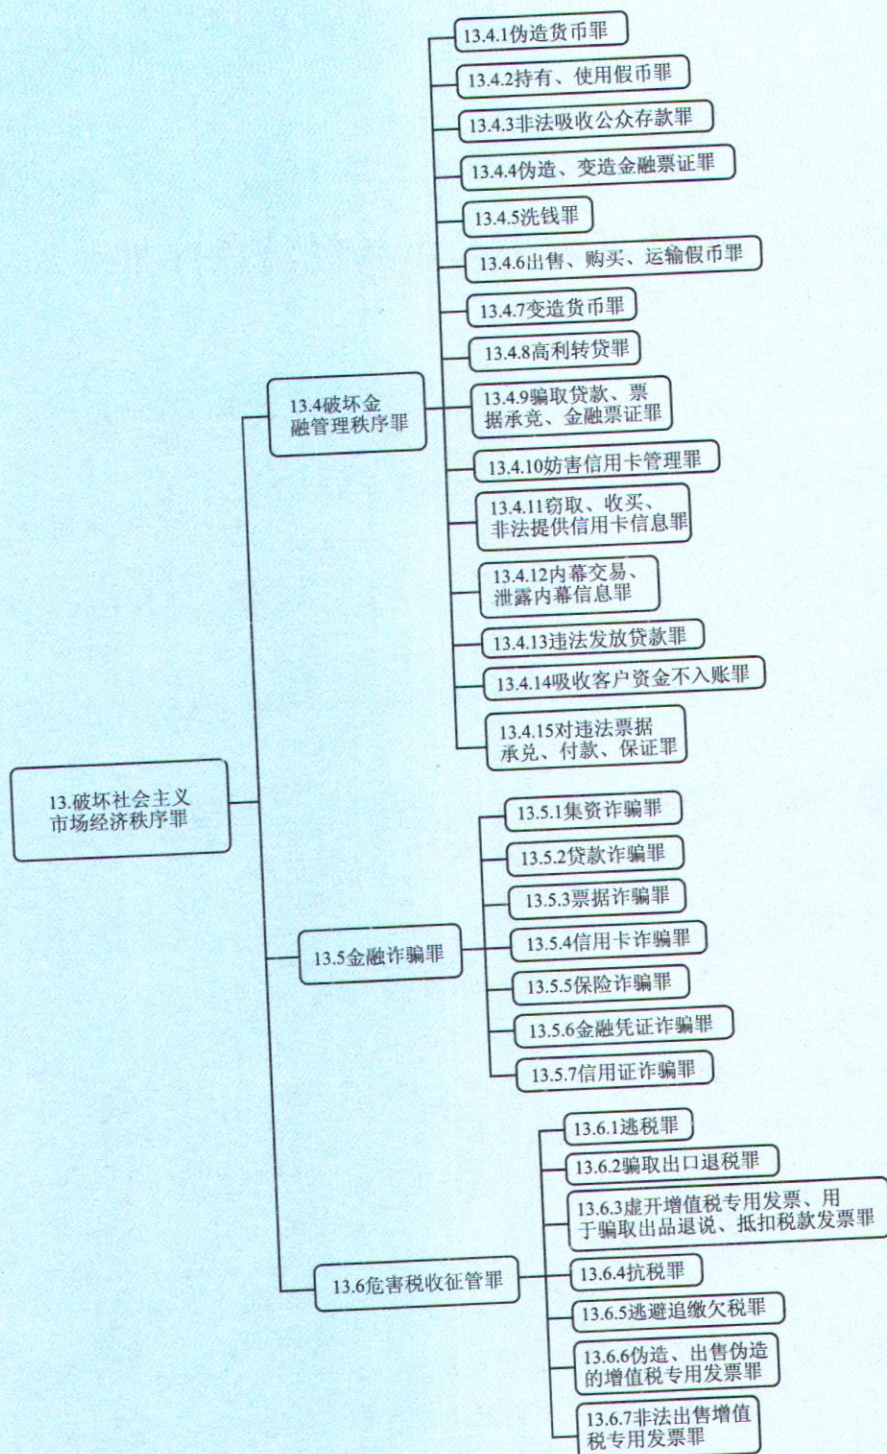 13.破坏社会主义
市场经济秩序罪
13.4破坏金
融管理秩序罪
13.4.1伪造货币罪
13.4.2持有、使用假币罪
13.4.3非法吸收公众存款罪
13.4.4伪造、变造金融票证罪
13.4.5洗钱罪
13.4.6出售、购买、运输假币罪
13.4.7变造货币罪
13.4.8高利转贷罪
13.4.9骗取贷款、票
据承竞、金融票证罪
13.4.10妨害信用卡管理罪
13.4.11窃取、收买、
非法提供信用卡信息罪
13.4.12内幕交易、
泄露内幕信息罪
13.4.13违法发放贷款罪
13.4.14吸收客户资金不入账罪
13.4.15对违法票据
承兑、付款、保证罪
13.5金融诈骗罪
13.5.1集资诈骗罪
13.5.2贷款诈骗罪
13.5.3票据诈骗罪
13.5.4信用卡诈骗罪
13.5.5保险诈骗罪
13.5.6金融凭证诈骗罪
13.5.7信用证诈骗罪
13.6危害税收征管罪
13.6.1逃税罪
13.6.2骗取出口退税罪
13.6.3虚开增值税专用发票、用
于骗取出品退说、抵扣税款发票罪
13.6.4抗税罪
13.6.5逃避追缴欠税罪
13.6.6伪造、出售伪造
的增值税专用发票罪
13.6.7非法出售增值
税专用发票罪